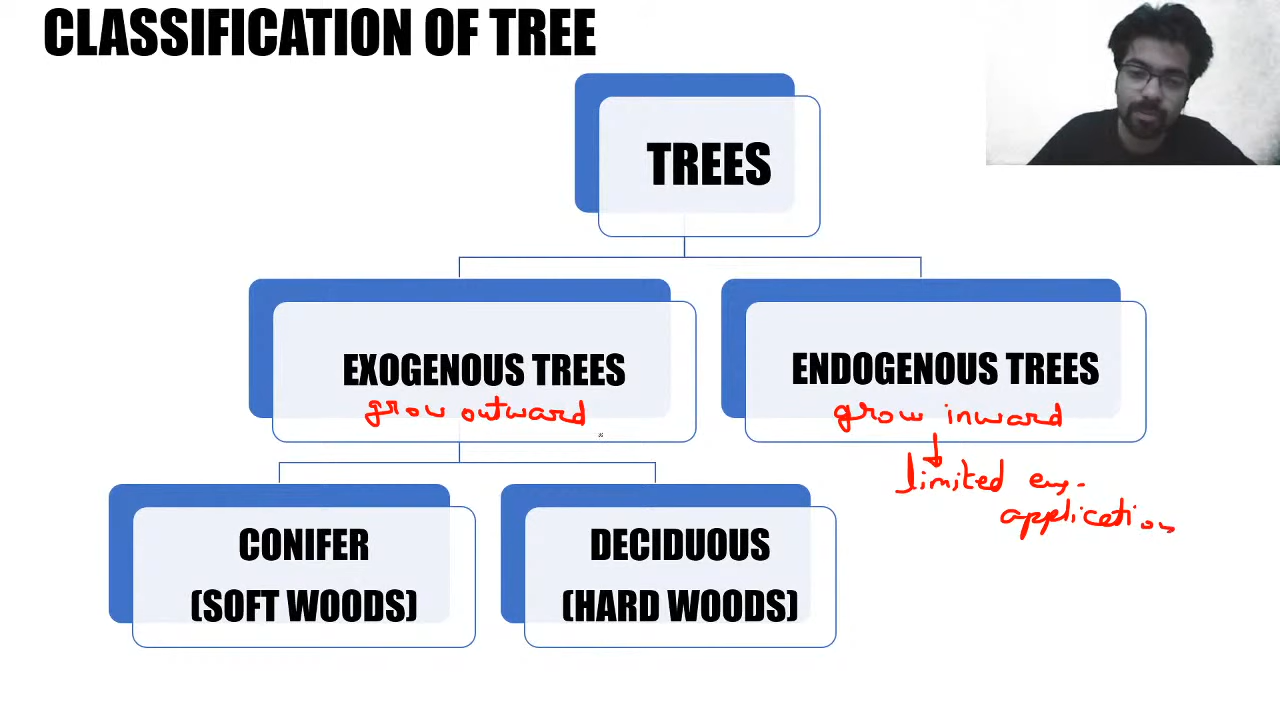 CLASSIFICATION OF TREE
TREES
EXOGENOUS TREES
grow outward
ENDOGENOUS TREES
grow inward
limited eng.
application
CONIFER
(SOFT WOODS)
DECIDUOUS
(HARD WOODS)